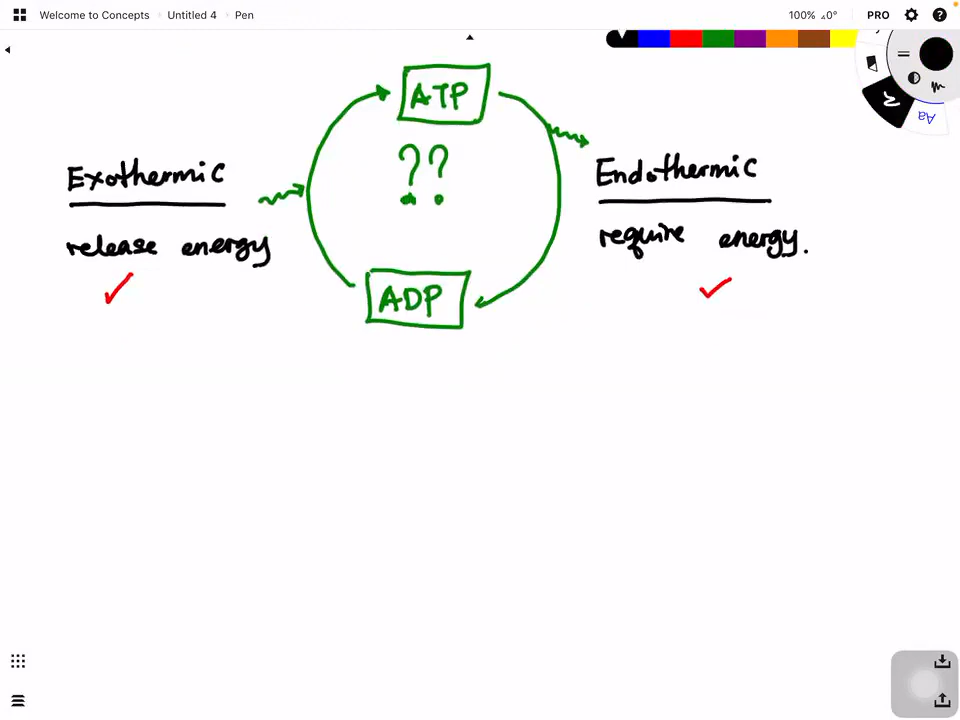 Welcome to Concepts › Untitled 4 › Pen
100% ⊿0° PRO
Aa
ATP
??
Exothermic
release energy
Endothermic
require energy.
ADP